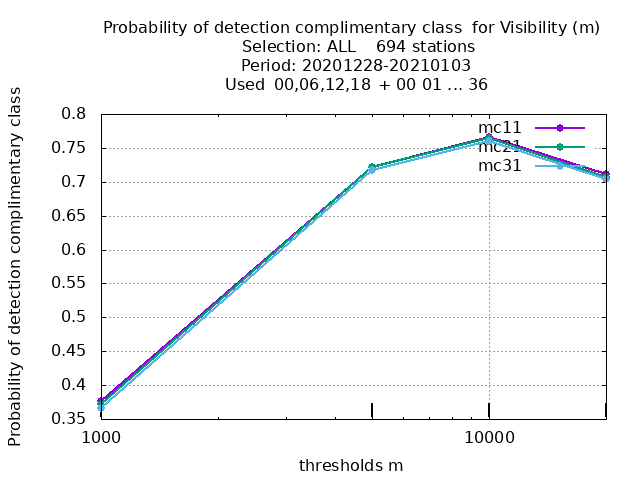 Probability of detection complimentary class  for Visibility (m)
Selection: ALL    694 stations
Period: 20201228-20210103
Used  00,06,12,18 + 00 01 ... 36
Probability of detection complimentary class
0.8
0.75
0.7
0.65
0.6
0.55
0.5
0.45
0.4
0.35
mc11
mc21
mc31
1000
10000
thresholds m